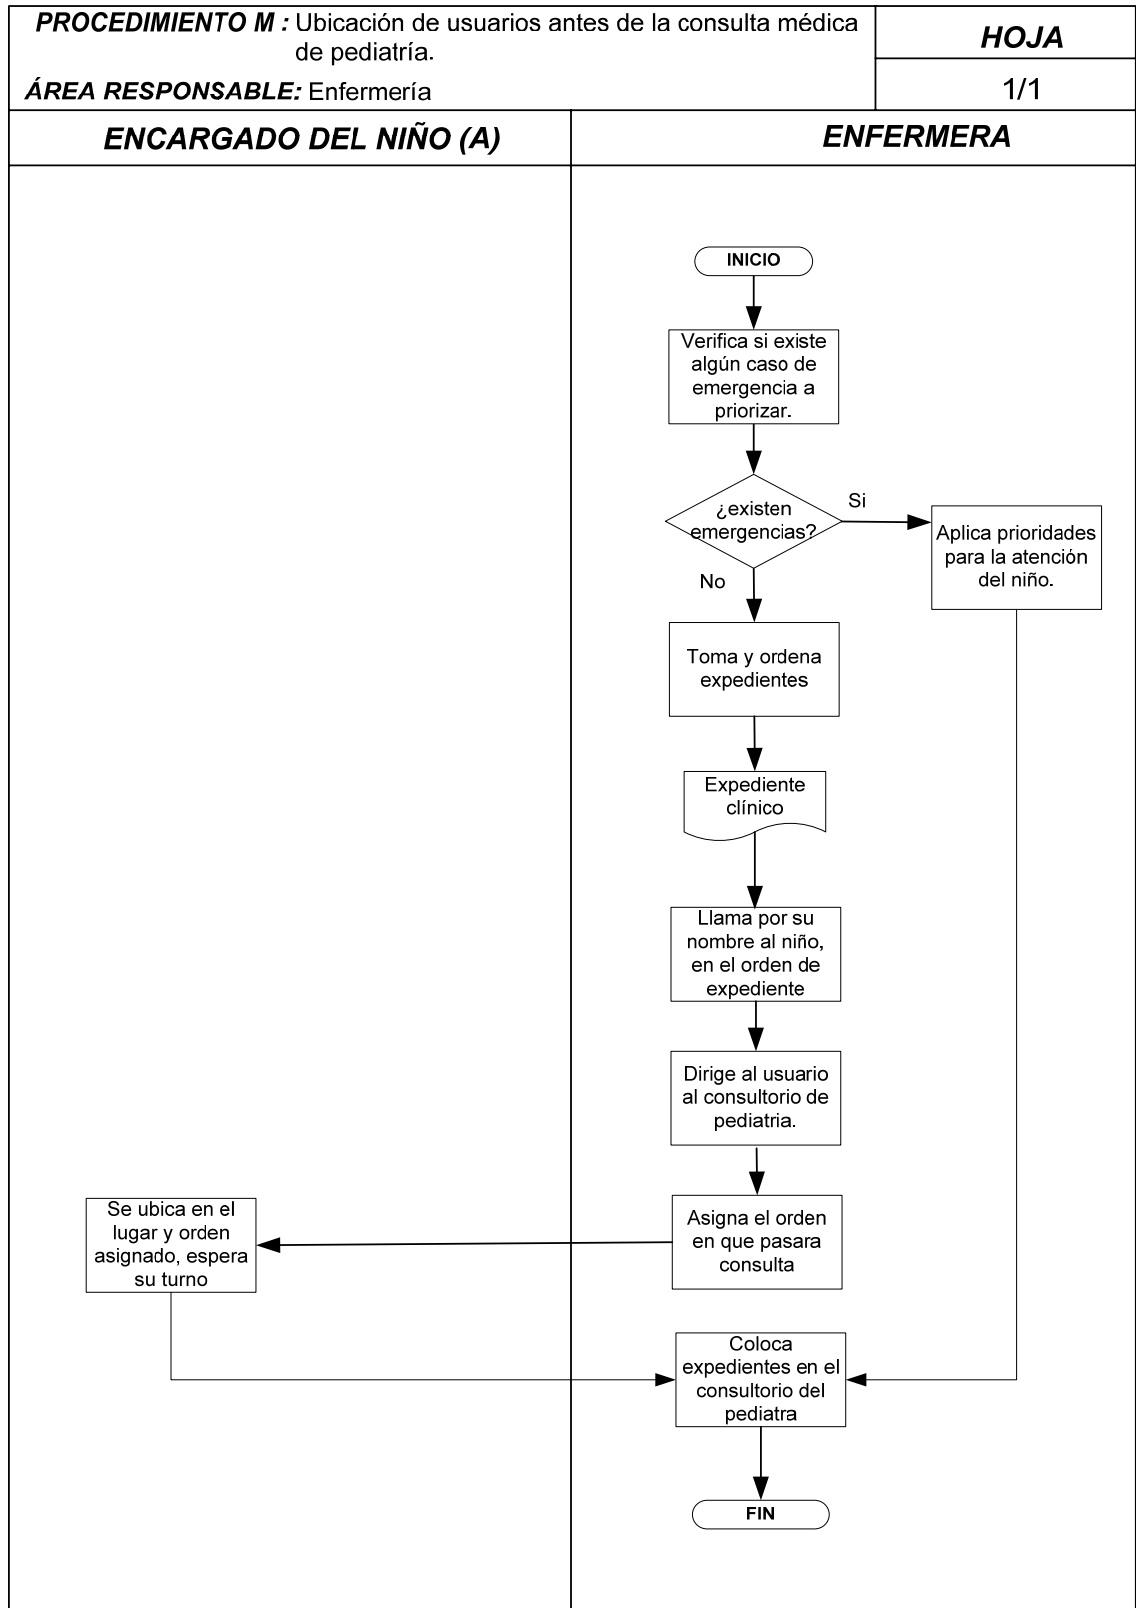 PROCEDIMIENTO M : Ubicación de usuarios antes de la consulta médica
de pediatría.
ÁREA RESPONSABLE: Enfermería
HOJA
1/1
ENCARGADO DEL NIÑO (A)
ENFERMERA
INICIO
Verifica si existe
algún caso de
emergencia a
priorizar.
¿existen
emergencias?
Si
Aplica prioridades
para la atención
del niño.
No
Toma y ordena
expedientes
Expediente
clínico
Llama por su
nombre al niño,
en el orden de
expediente
Dirige al usuario
al consultorio de
pediatria.
Asigna el orden
en que pasara
consulta
Se ubica en el
lugar y orden
asignado, espera
su turno
Coloca
expedientes en el
consultorio del
pediatra
FIN